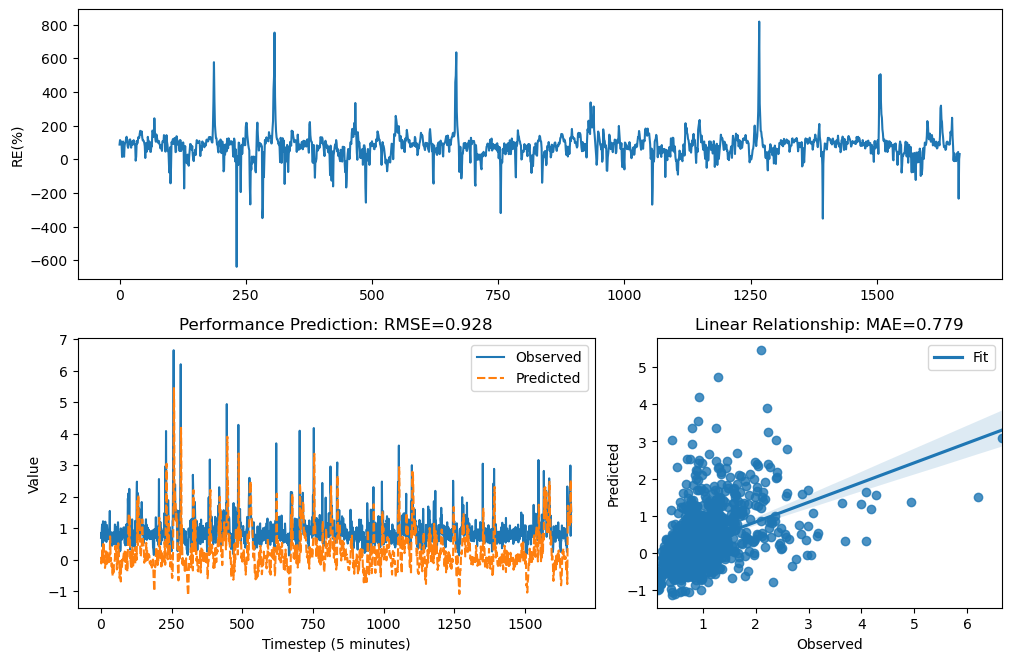 RE(%)
800
600
400
200
0
−200
−400
−600
0 250 500 750 1000 1250 1500
Performance Prediction: RMSE=0.928
Value
7
6
5
4
3
2
1
0
−1
Observed
Predicted
0 250 500 750 1000 1250 1500
Timestep (5 minutes)
Linear Relationship: MAE=0.779
Predicted
5
4
3
2
1
0
−1
Fit
1 2 3 4 5 6
Observed